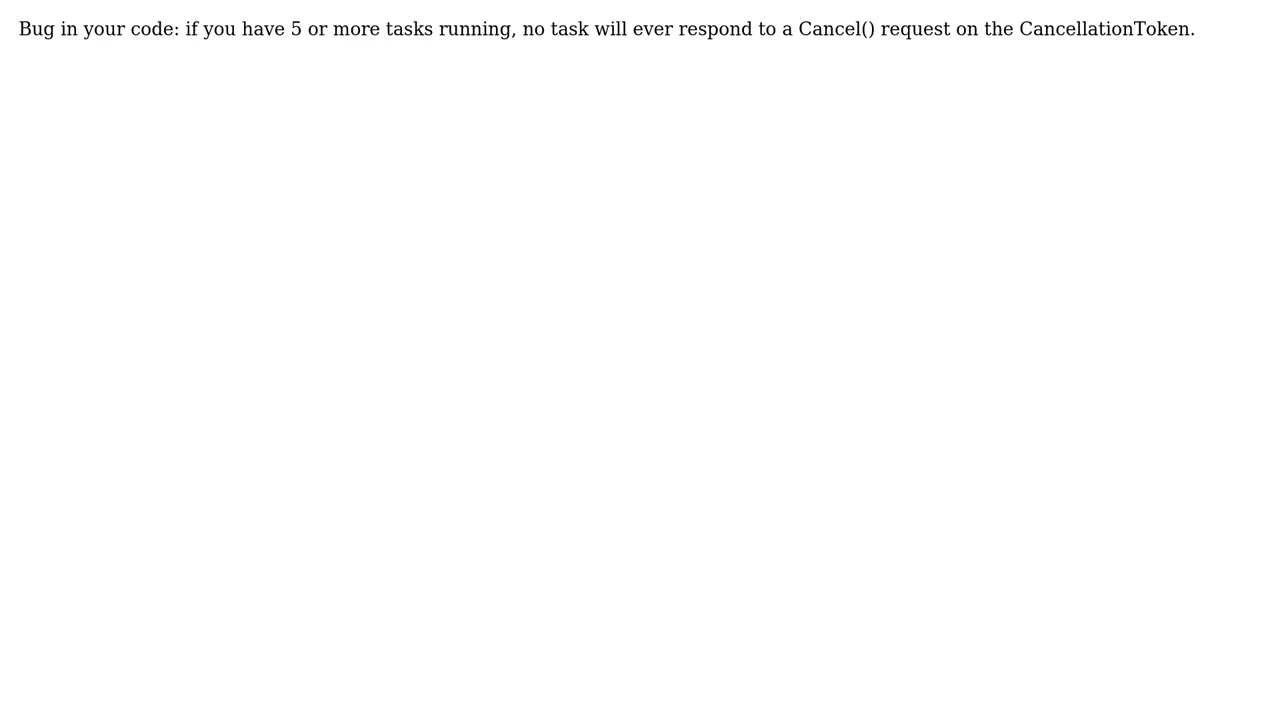 Bug in your code: if you have 5 or more tasks running, no task will ever respond to a Cancel() request on the CancellationToken.